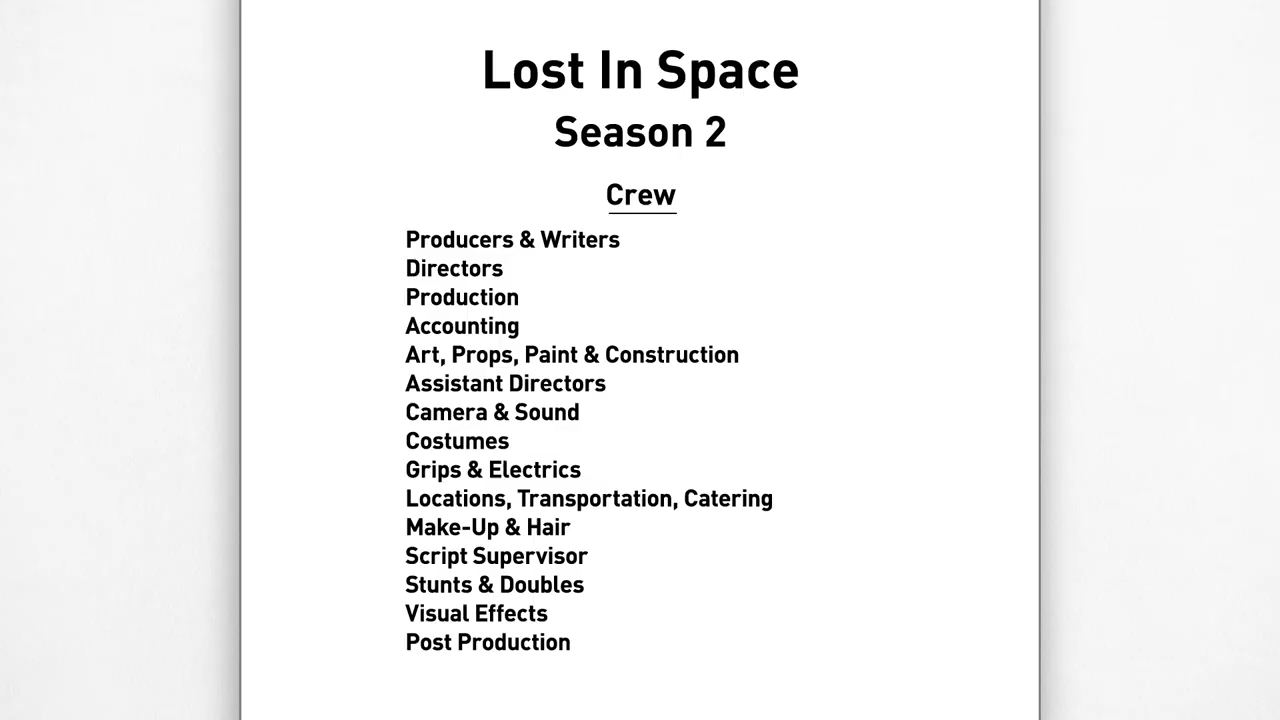 Lost In Space
Season 2
Crew
Producers & Writers
Directors
Production
Accounting
Art, Props, Paint & Construction
Assistant Directors
Camera & Sound
Costumes
Grips & Electrics
Locations, Transportation, Catering
Make-Up & Hair
Script Supervisor
Stunts & Doubles
Visual Effects
Post Production